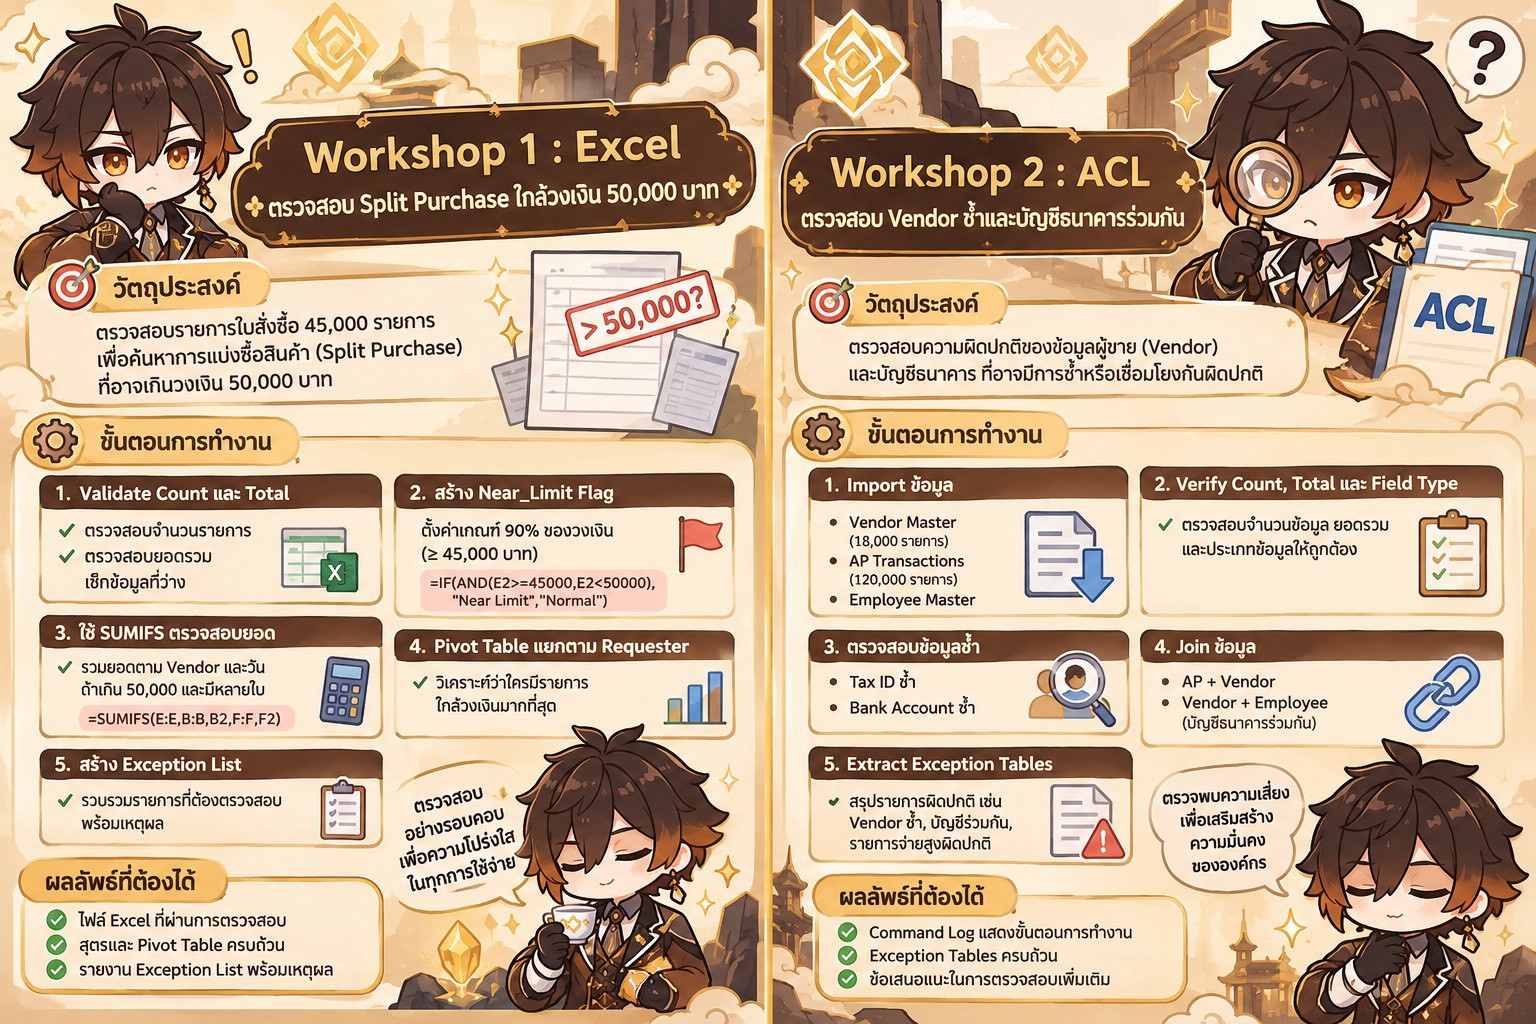 Workshop 1 : Excel
ตรวจสอบ Split Purchase ใกล้วงเงิน 50,000 บาท
วัตถุประสงค์
ตรวจสอบรายการใบสั่งซื้อ 45,000 รายการ
เพื่อค้นหาการแบ่งซื้อสินค้า (Split Purchase)
ที่อาจเกินวงเงิน 50,000 บาท
> 50,000?
ขั้นตอนการทำงาน
1. Validate Count และ Total
✓ ตรวจสอบจำนวนรายการ
✓ ตรวจสอบยอดรวม
เช็กข้อมูลที่ว่าง
X
2. สร้าง Near_Limit Flag
ตั้งค่าเกณฑ์ 90% ของวงเงิน
(≥ 45,000 บาท)
=IF(AND(E2>=45000,E2<50000),
"Near Limit","Normal")
3. ใช้ SUMIFS ตรวจสอบยอด
✓ รวมยอดตาม Vendor และวัน
ถ้าเกิน 50,000 และมีหลายใบ
=SUMIFS(E:E,B:B,B2,F:F,F2)
4. Pivot Table แยกตาม Requester
✓ วิเคราะห์ว่าใครมีรายการ
ใกล้วงเงินมากที่สุด
5. สร้าง Exception List
✓ รวบรวมรายการที่ต้องตรวจสอบ
พร้อมเหตุผล
ตรวจสอบ
อย่างรอบคอบ
เพื่อความโปร่งใส
ในทุกการใช้จ่าย
ผลลัพธ์ที่ต้องได้
✓ ไฟล์ Excel ที่ผ่านการตรวจสอบ
✓ สูตรและ Pivot Table ครบถ้วน
✓ รายงาน Exception List พร้อมเหตุผล
Workshop 2 : ACL
ตรวจสอบ Vendor ซ้ำและบัญชีธนาคารร่วมกัน
?
ACL
วัตถุประสงค์
ตรวจสอบความผิดปกติของข้อมูลผู้ขาย (Vendor)
และบัญชีธนาคาร ที่อาจมีการซ้ำหรือเชื่อมโยงกันผิดปกติ
ขั้นตอนการทำงาน
1. Import ข้อมูล
• Vendor Master
(18,000 รายการ)
• AP Transactions
(120,000 รายการ)
• Employee Master
2. Verify Count, Total และ Field Type
✓ ตรวจสอบจำนวนข้อมูล ยอดรวม
และประเภทข้อมูลให้ถูกต้อง
3. ตรวจสอบข้อมูลซ้ำ
• Tax ID ซ้ำ
• Bank Account ซ้ำ
4. Join ข้อมูล
• AP + Vendor
• Vendor + Employee
(บัญชีธนาคารร่วมกัน)
5. Extract Exception Tables
✓ สรุปรายการผิดปกติ เช่น
Vendor ซ้ำ, บัญชีร่วมกัน,
รายการจ่ายสูงผิดปกติ
ตรวจพบความเสี่ยง
เพื่อเสริมสร้าง
ความมั่นคง
ขององค์กร
ผลลัพธ์ที่ต้องได้
✓ Command Log แสดงขั้นตอนการทำงาน
✓ Exception Tables ครบถ้วน
✓ ข้อเสนอแนะในการตรวจสอบเพิ่มเติม